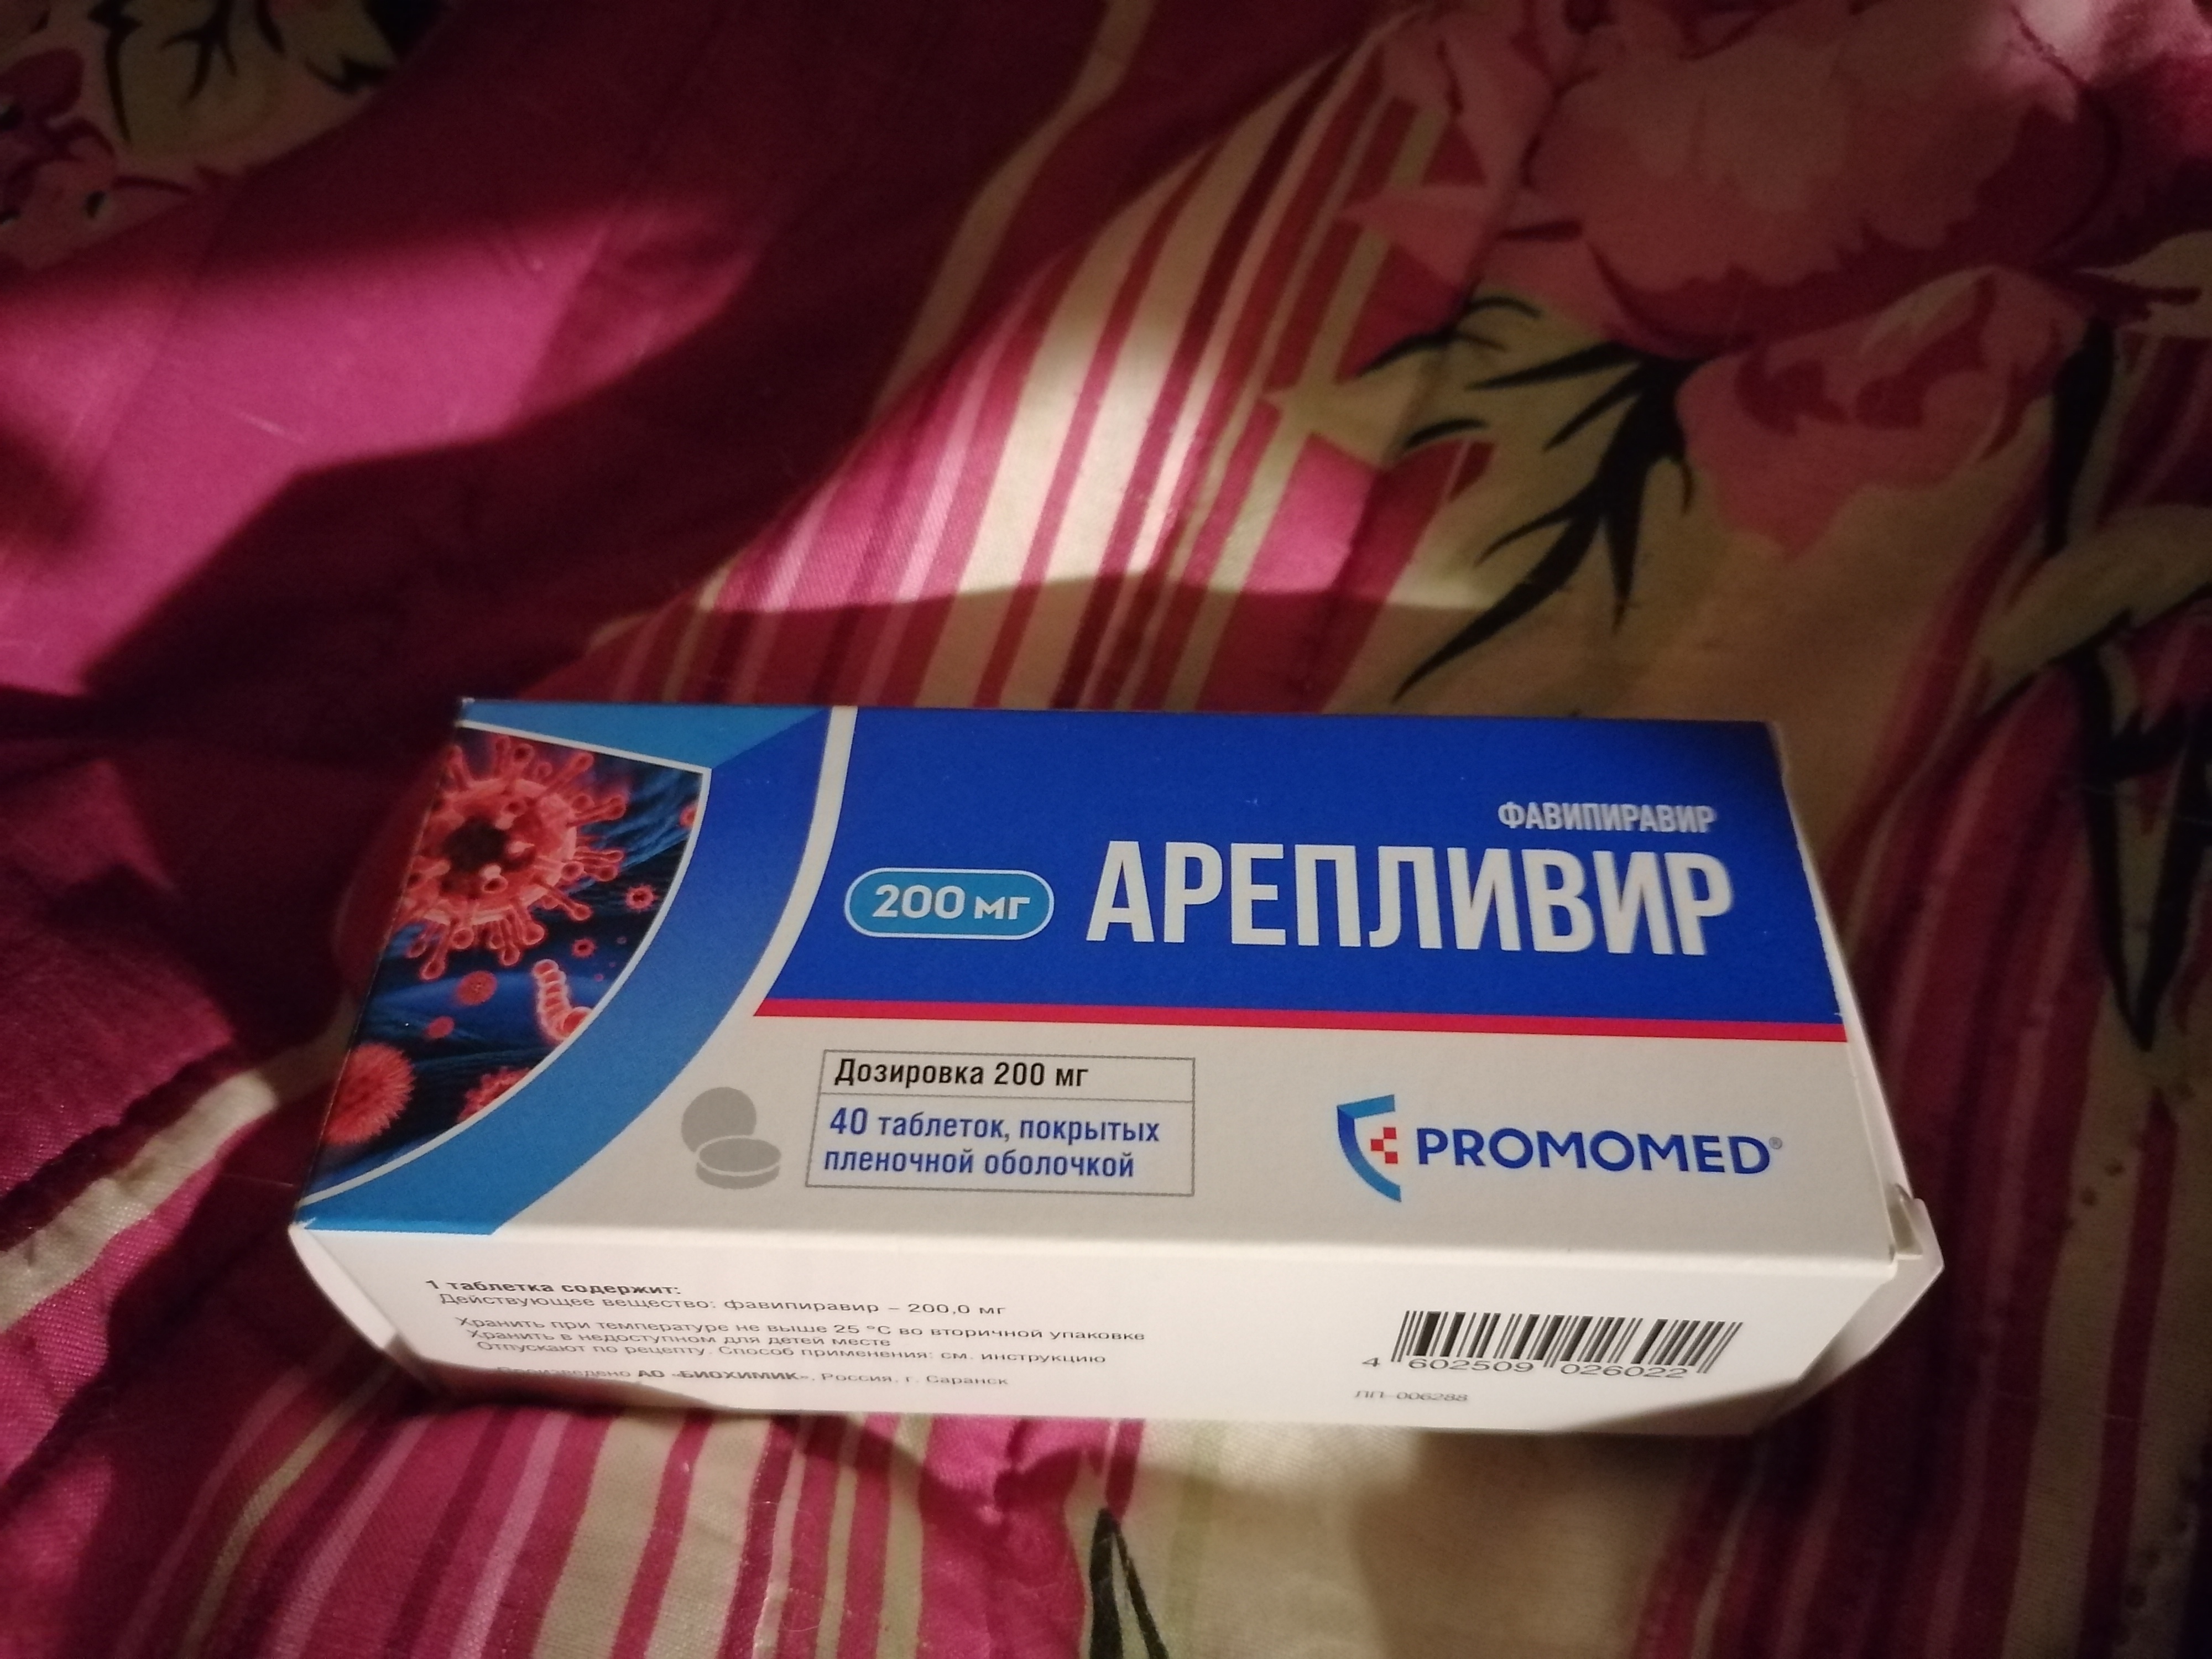 ФАВИПИРАВИР
200 мг АРЕПЛИВИР
Дозировка 200 мг
40 таблеток, покрытых
пленочной оболочкой
PROMOMED®
1 таблетка содержит:
Действующее вещество: фавипиравир – 200,0 мг
Хранить при температуре не выше 25 °C во вторичной упаковке
Хранить в недоступном для детей месте
Отпускают по рецепту. Способ применения: см. инструкцию
Произведено АО «БИОХИМИК», Россия, г. Саранск
4 602509 026022
ЛП-006288